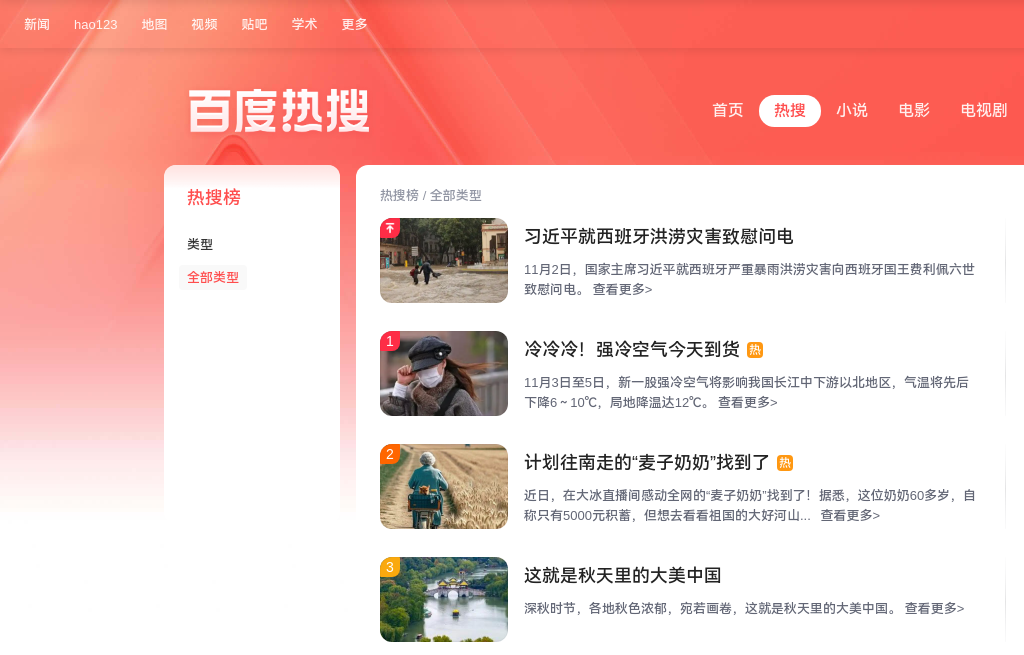 新闻 hao123 地图 视频 贴吧 学术 更多
百度热搜
首页 热搜 小说 电影 电视剧
热搜榜
类型
全部类型
热搜榜 / 全部类型
习近平就西班牙洪涝灾害致慰问电
11月2日，国家主席习近平就西班牙严重暴雨洪涝灾害向西班牙国王费利佩六世
致慰问电。 查看更多>
1
冷冷冷！强冷空气今天到货 热
11月3日至5日，新一股强冷空气将影响我国长江中下游以北地区，气温将先后
下降6～10℃，局地降温达12℃。 查看更多>
2
计划往南走的“麦子奶奶”找到了 热
近日，在大冰直播间感动全网的“麦子奶奶”找到了！据悉，这位奶奶60多岁，自
称只有5000元积蓄，但想去看看祖国的大好河山... 查看更多>
3
这就是秋天里的大美中国
深秋时节，各地秋色浓郁，宛若画卷，这就是秋天里的大美中国。 查看更多>